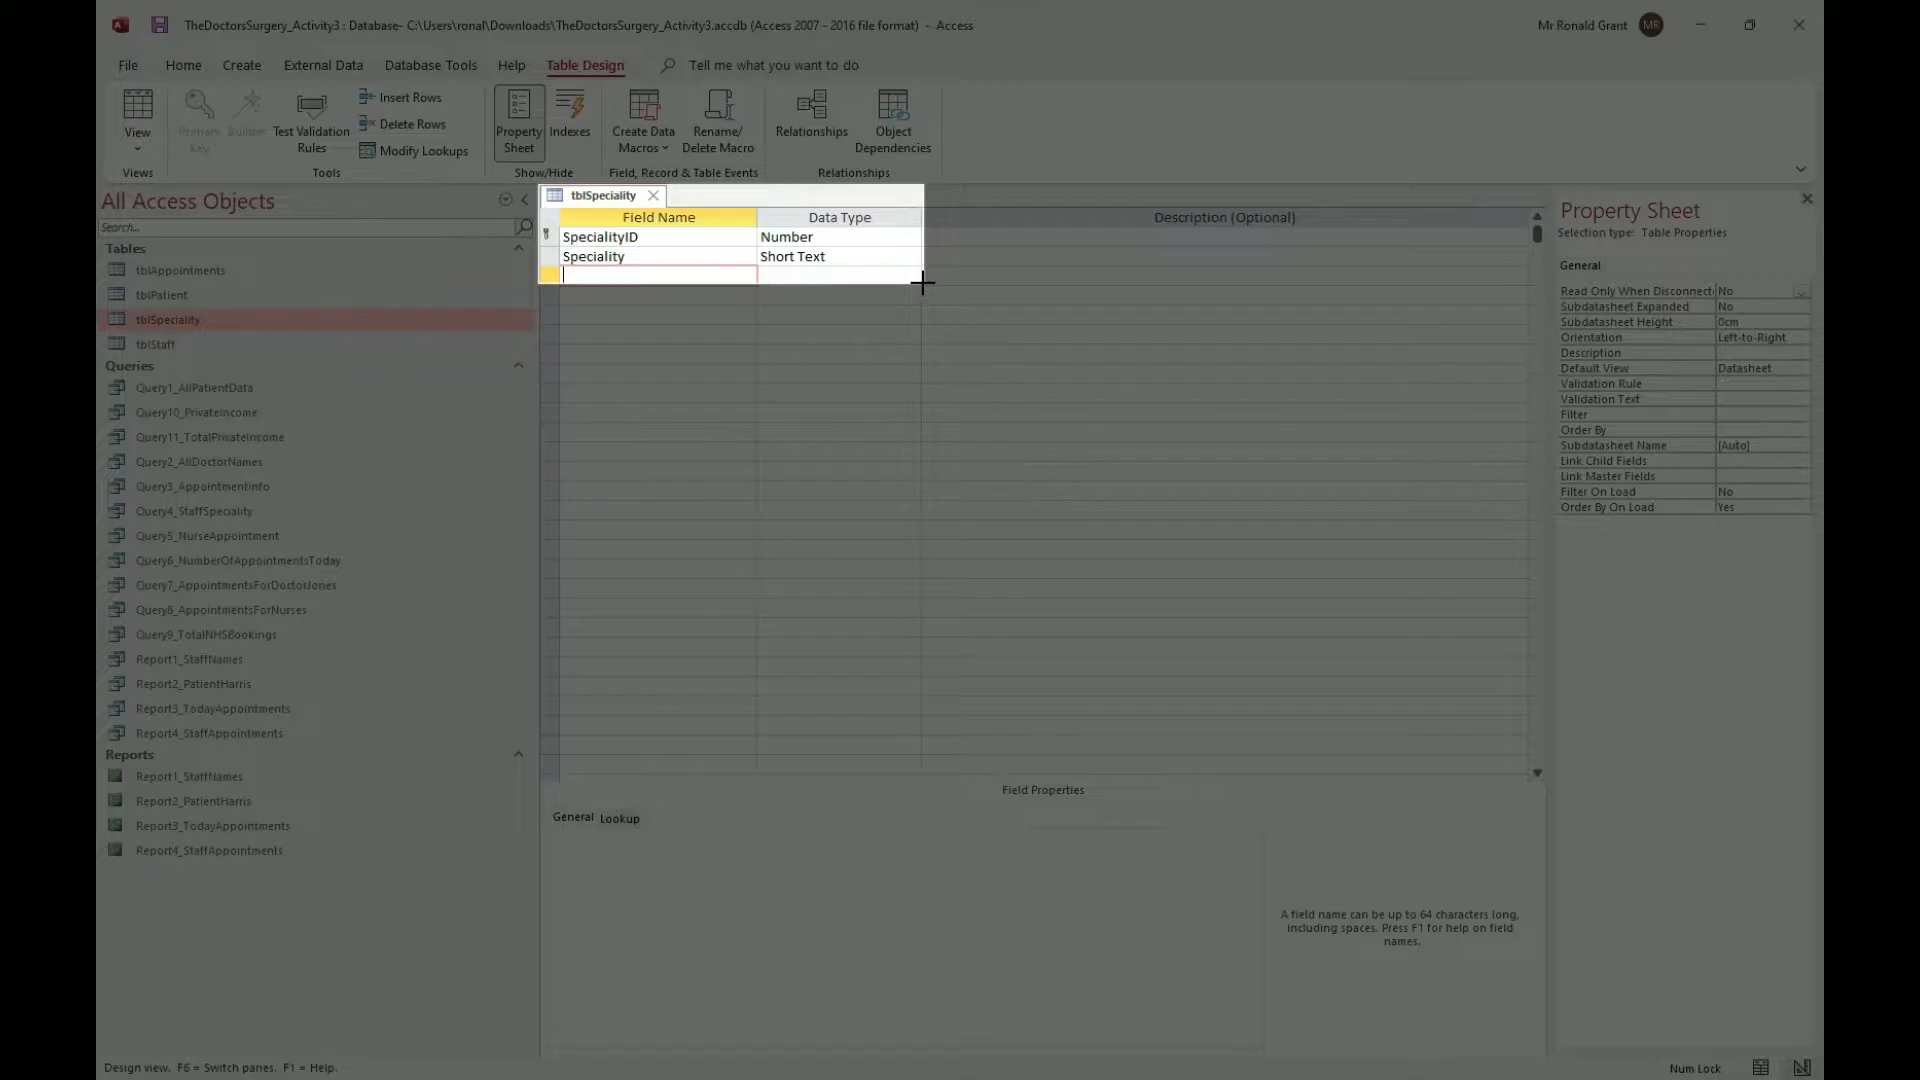 TheDoctorsSurgery_Activity3 : Database- C:\Users\ronal\Downloads\TheDoctorsSurgery_Activity3.accdb (Access 2007 - 2016 file format) - Access
Mr Ronald Grant
MR
File
Home
Create
External Data
Database Tools
Help
Table Design
Tell me what you want to do
View
Primary
Key
Builder
Test Validation
Rules
Insert Rows
Delete Rows
Modify Lookups
Property
Sheet
Indexes
Create Data
Macros
Rename/
Delete Macro
Relationships
Object
Dependencies
Views
Tools
Show/Hide
Field, Record & Table Events
Relationships
All Access Objects
Search...
Tables
tblAppointments
tblPatient
tblSpeciality
tblStaff
Queries
Query1_AllPatientData
Query10_PrivateIncome
Query11_TotalPrivateIncome
Query2_AllDoctorNames
Query3_AppointmentInfo
Query4_StaffSpeciality
Query5_NurseAppointment
Query6_NumberOfAppointmentsToday
Query7_AppointmentsForDoctorJones
Query8_AppointmentsForNurses
Query9_TotalNHSBookings
Report1_StaffNames
Report2_PatientHarris
Report3_TodayAppointments
Report4_StaffAppointments
Reports
Report1_StaffNames
Report2_PatientHarris
Report3_TodayAppointments
Report4_StaffAppointments
tblSpeciality
Field Name
Data Type
Description (Optional)
SpecialityID
Number
Speciality
Short Text
Field Properties
General
Lookup
A field name can be up to 64 characters long,
including spaces. Press F1 for help on field
names.
Property Sheet
Selection type: Table Properties
General
Read Only When Disconnect No
Subdatasheet Expanded No
Subdatasheet Height 0cm
Orientation Left-to-Right
Description
Default View Datasheet
Validation Rule
Validation Text
Filter
Order By
Subdatasheet Name [Auto]
Link Child Fields
Link Master Fields
Filter On Load No
Order By On Load Yes
Design view. F6 = Switch panes. F1 = Help.
Num Lock